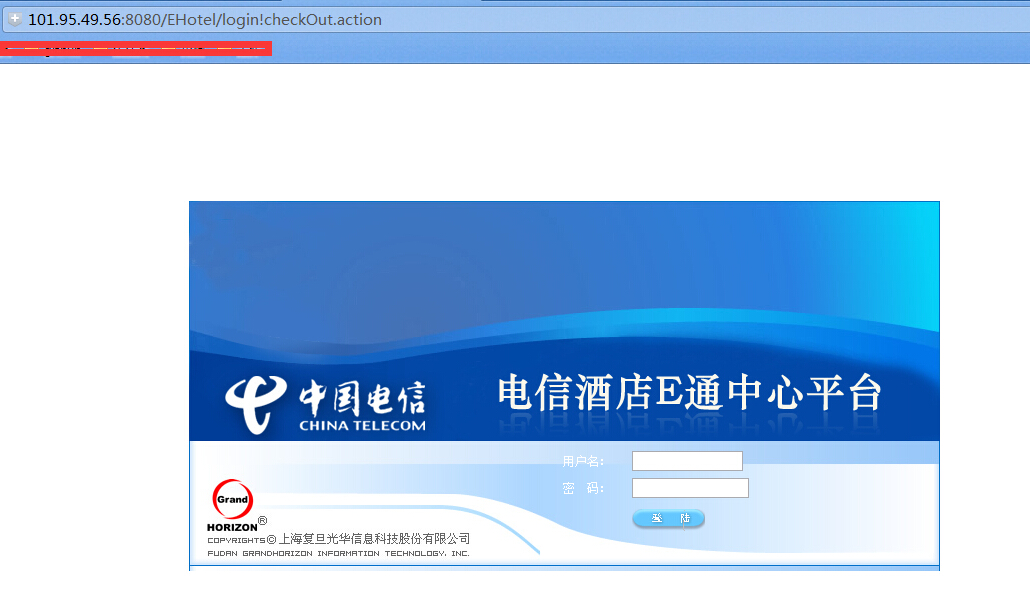 101.95.49.56:8080/EHotel/login!checkOut.action
中国电信
CHINA TELECOM
电信酒店E通中心平台
用户名:
密 码:
登 陆
Grand
HORIZON®
COPYRIGHTS© 上海复旦光华信息科技股份有限公司
FUDAN GRANDHORIZON INFORMATION TECHNOLOGY, INC.